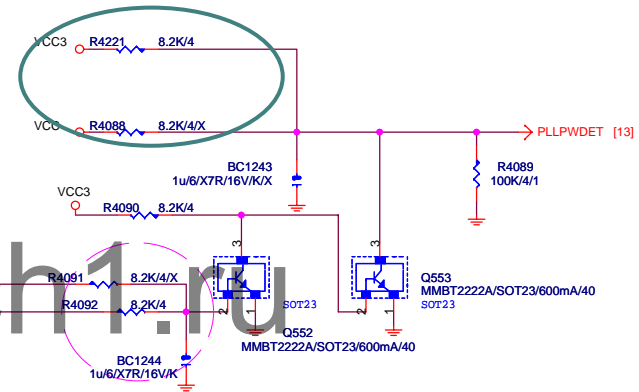 VCC3 R4221 8.2K/4
VCC R4088 8.2K/4/X
PLLPWDET [13]
BC1243
1u/6/X7R/16V/K/X
R4089
100K/4/1
VCC3
R4090 8.2K/4
3
3
R4091 8.2K/4/X
R4092 8.2K/4
2
1
SOT23
2
1
Q553
MMBT2222A/SOT23/600mA/40
SOT23
Q552
MMBT2222A/SOT23/600mA/40
BC1244
1u/6/X7R/16V/K
h1.ru